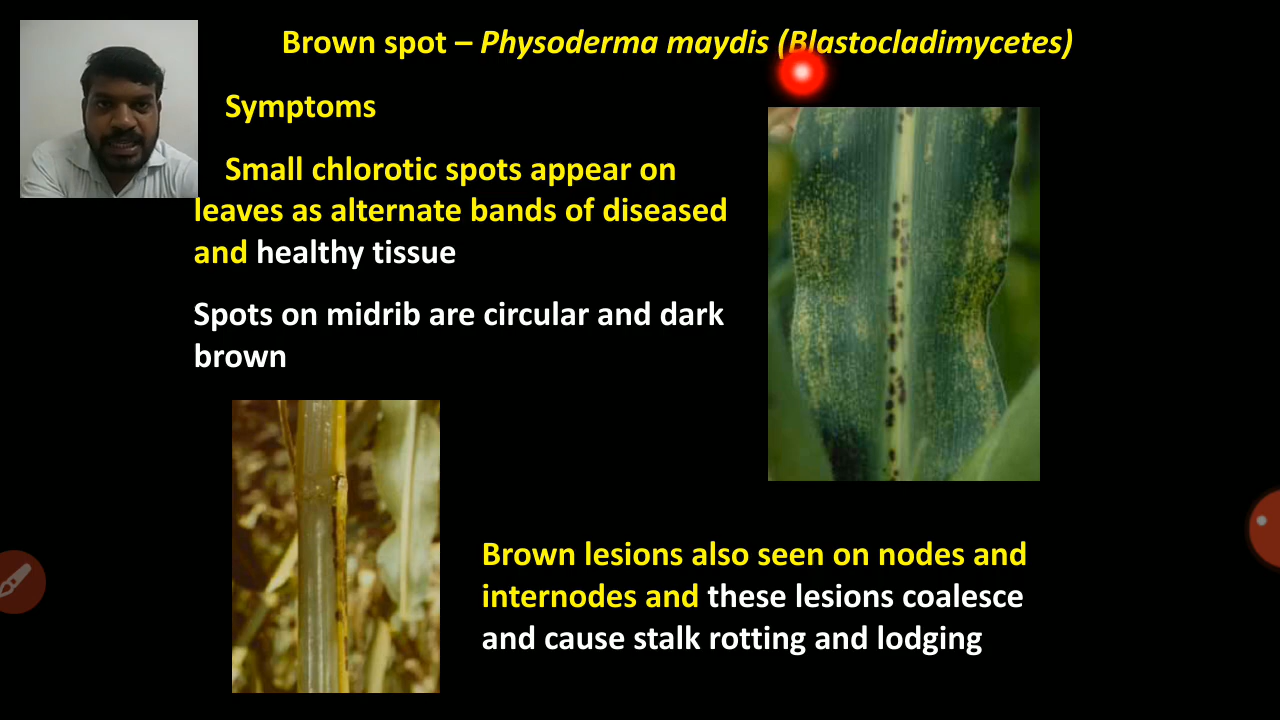 Brown spot – Physoderma maydis (Blastocladimycetes)
Symptoms
Small chlorotic spots appear on
leaves as alternate bands of diseased
and healthy tissue
Spots on midrib are circular and dark
brown
Brown lesions also seen on nodes and
internodes and these lesions coalesce
and cause stalk rotting and lodging